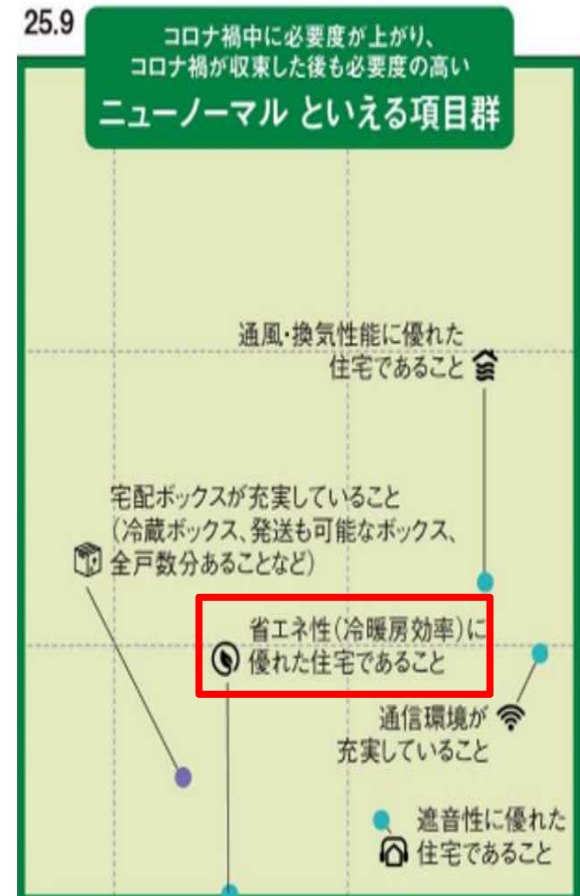 25.9
コロナ禍中に必要度が上がり、
コロナ禍が収束した後も必要度の高い
ニューノーマル といえる項目群
通風・換気性能に優れた
住宅であること
宅配ボックスが充実していること
（冷蔵ボックス、発送も可能なボックス、
全戸数分あることなど）
省エネ性（冷暖房効率）に
優れた住宅であること
通信環境が
充実していること
遮音性に優れた
住宅であること